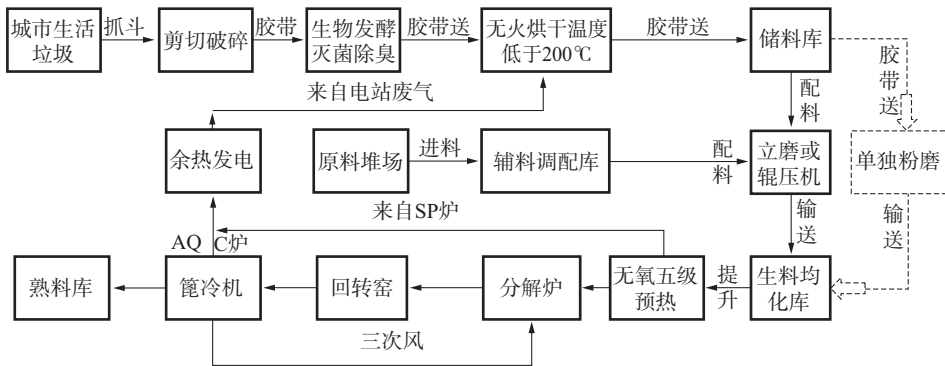 城市生活
垃圾
抓斗
剪切破碎
胶带
生物发酵
灭菌除臭
胶带送
无火烘干温度
低于200℃
胶带送
储料库
胶
带
送
来自电站废气
配
料
余热发电
原料堆场
进料
辅料调配库
配
料
立磨或
辊压机
单独粉磨
来自SP炉
输
送
输
送
AQ C炉
熟料库
篦冷机
回转窑
分解炉
无氧五级
预热
提
升
生料均
化库
三次风